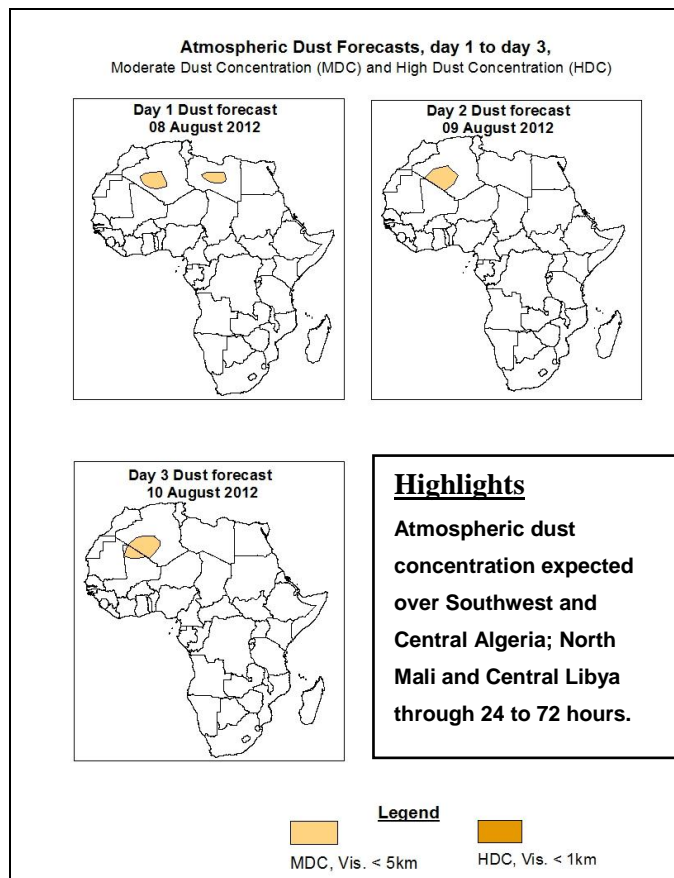 Atmospheric Dust Forecasts, day 1 to day 3,
Moderate Dust Concentration (MDC) and High Dust Concentration (HDC)
Day 1 Dust forecast
08 August 2012
Day 2 Dust forecast
09 August 2012
Day 3 Dust forecast
10 August 2012
Highlights
Atmospheric dust
concentration expected
over Southwest and
Central Algeria; North
Mali and Central Libya
through 24 to 72 hours.
Legend
MDC, Vis. < 5km
HDC, Vis. < 1km